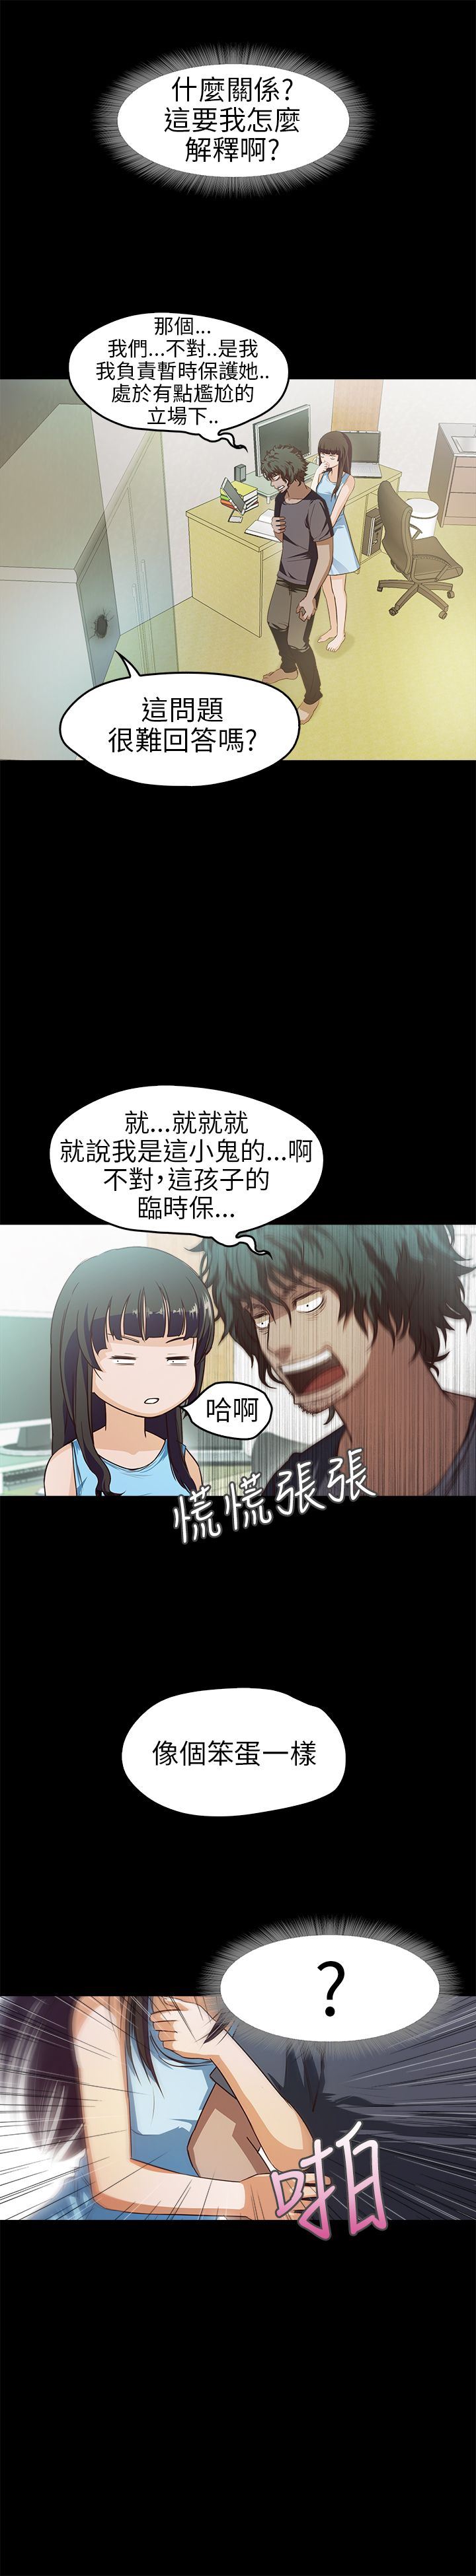 什麼關係?
這要我怎麼
解釋啊?
那個...
我們...不對..是我
我負責暫時保護她..
處於有點尷尬的
立場下..
這問題
很難回答嗎?
就...就就就
就說我是這小鬼的...啊
不對,這孩子的
臨時保...
哈啊
慌慌張張
像個笨蛋一樣
?
啪